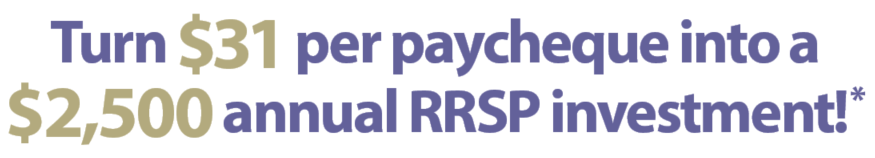 Turn $31 per paycheque into a
$2,500 annual RRSP investment!*